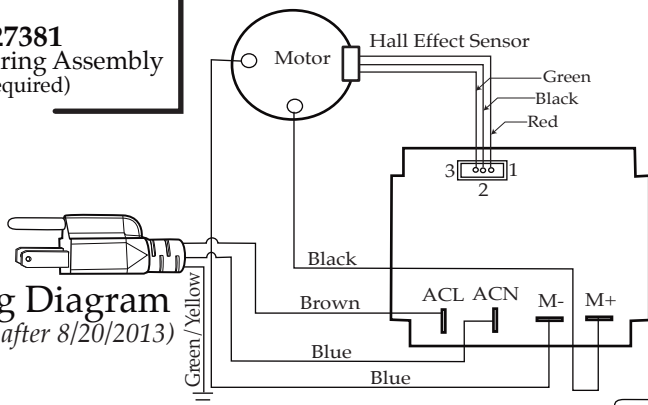 27381
ring Assembly
equired)
Motor
Hall Effect Sensor
Green
Black
Red
3
1
2
Black
g Diagram
after 8/20/2013)
Green/Yellow
Brown
ACL
ACN
M-
M+
Blue
Blue